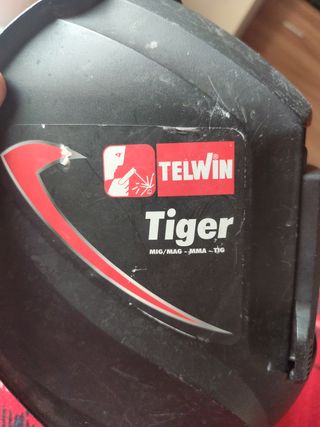 TELWIN
Tiger
MIG/MAG - MMA - TIG